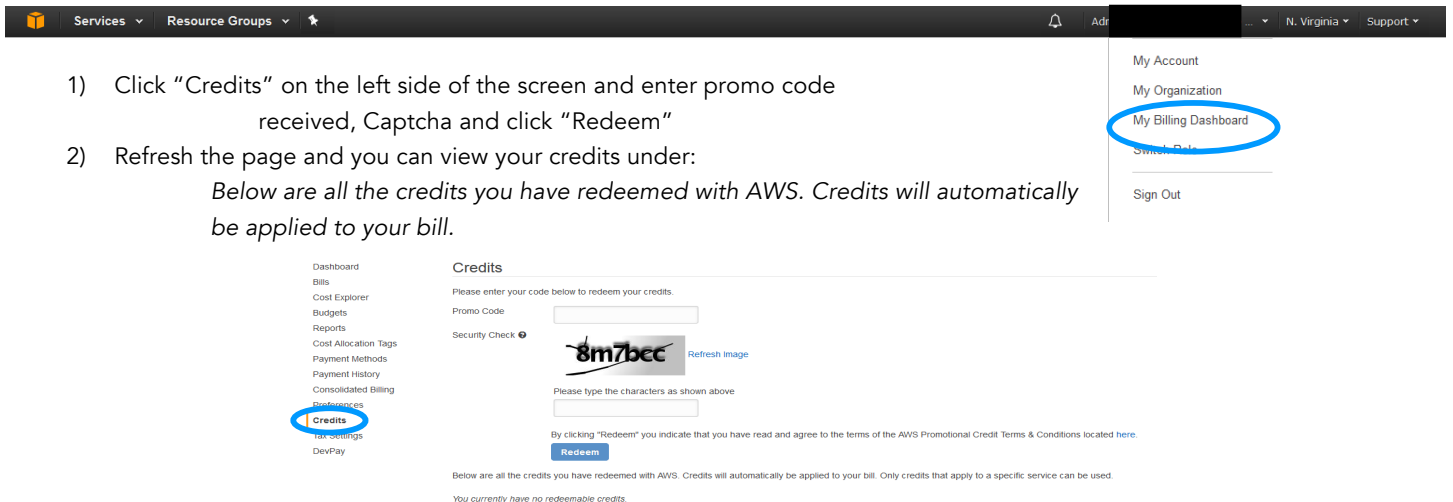 Services Resource Groups Adr ... N. Virginia Support
My Account
My Organization
My Billing Dashboard
Switch Role
Sign Out
1) Click “Credits” on the left side of the screen and enter promo code
received, Captcha and click “Redeem”
2) Refresh the page and you can view your credits under:
Below are all the credits you have redeemed with AWS. Credits will automatically
be applied to your bill.
Dashboard
Bills
Cost Explorer
Budgets
Reports
Cost Allocation Tags
Payment Methods
Payment History
Consolidated Billing
Preferences
Credits
Tax Settings
DevPay
Credits
Please enter your code below to redeem your credits.
Promo Code
Security Check
8m7bcc Refresh Image
Please type the characters as shown above
By clicking "Redeem" you indicate that you have read and agree to the terms of the AWS Promotional Credit Terms & Conditions located here.
Redeem
Below are all the credits you have redeemed with AWS. Credits will automatically be applied to your bill. Only credits that apply to a specific service can be used.
You currently have no redeemable credits.